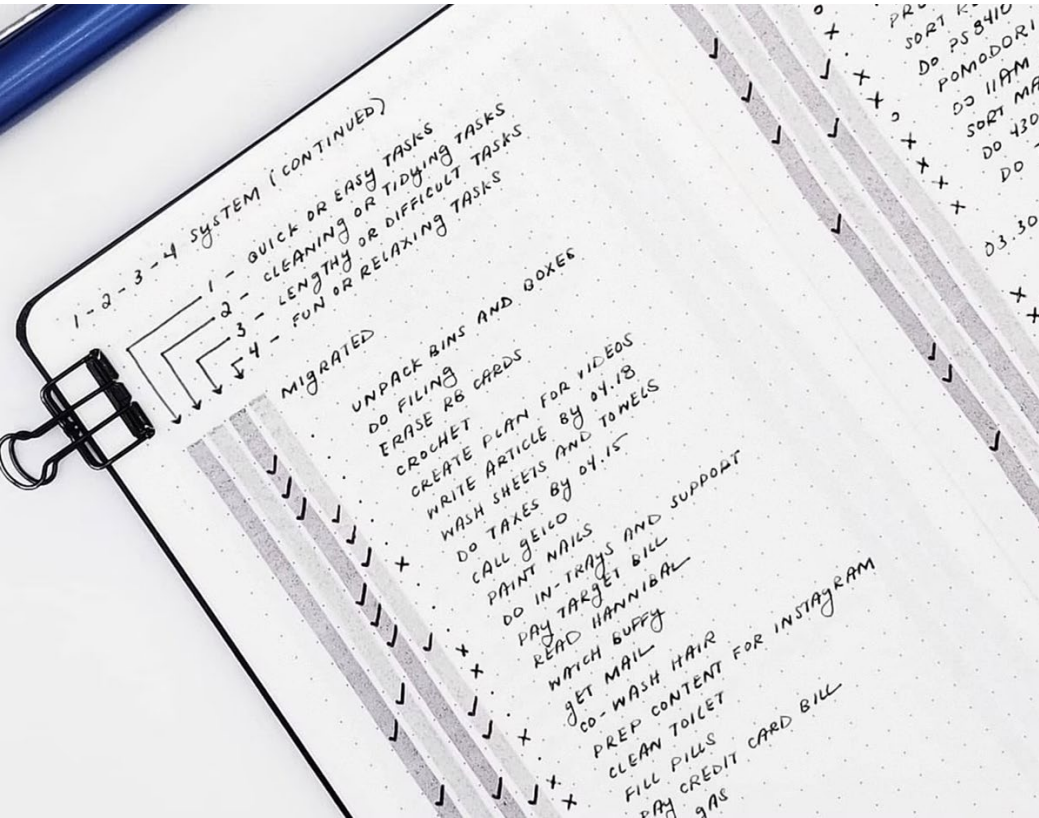 1-2-3-4 SYSTEM (CONTINUED)
1 - QUICK OR EASY TASKS
2 - CLEANING OR TIDYING TASKS
3 - LENGTHY OR DIFFICULT TASKS
4 - FUN OR RELAXING TASKS
MIGRATED
UNPACK BINS AND BOXES
DO FILING
ERASE RB CARDS
CROCHET
CREATE PLAN FOR VIDEOS
WRITE ARTICLE BY 04.18
WASH SHEETS AND TOWELS
DO TAXES BY 04.15
CALL GEICO
PAINT NAILS
DO IN-TRAYS AND SUPPORT
PAY TARGET BILL
READ HANNIBAL
WATCH BUFFY
GET MAIL
CO-WASH HAIR
PREP CONTENT FOR INSTAGRAM
CLEAN TOILET
FILL PILLS
PAY CREDIT CARD BILL
GAS
SORT
DO PS8410
POMODORI
DO 11AM
SORT
DO 430
DO
03.30